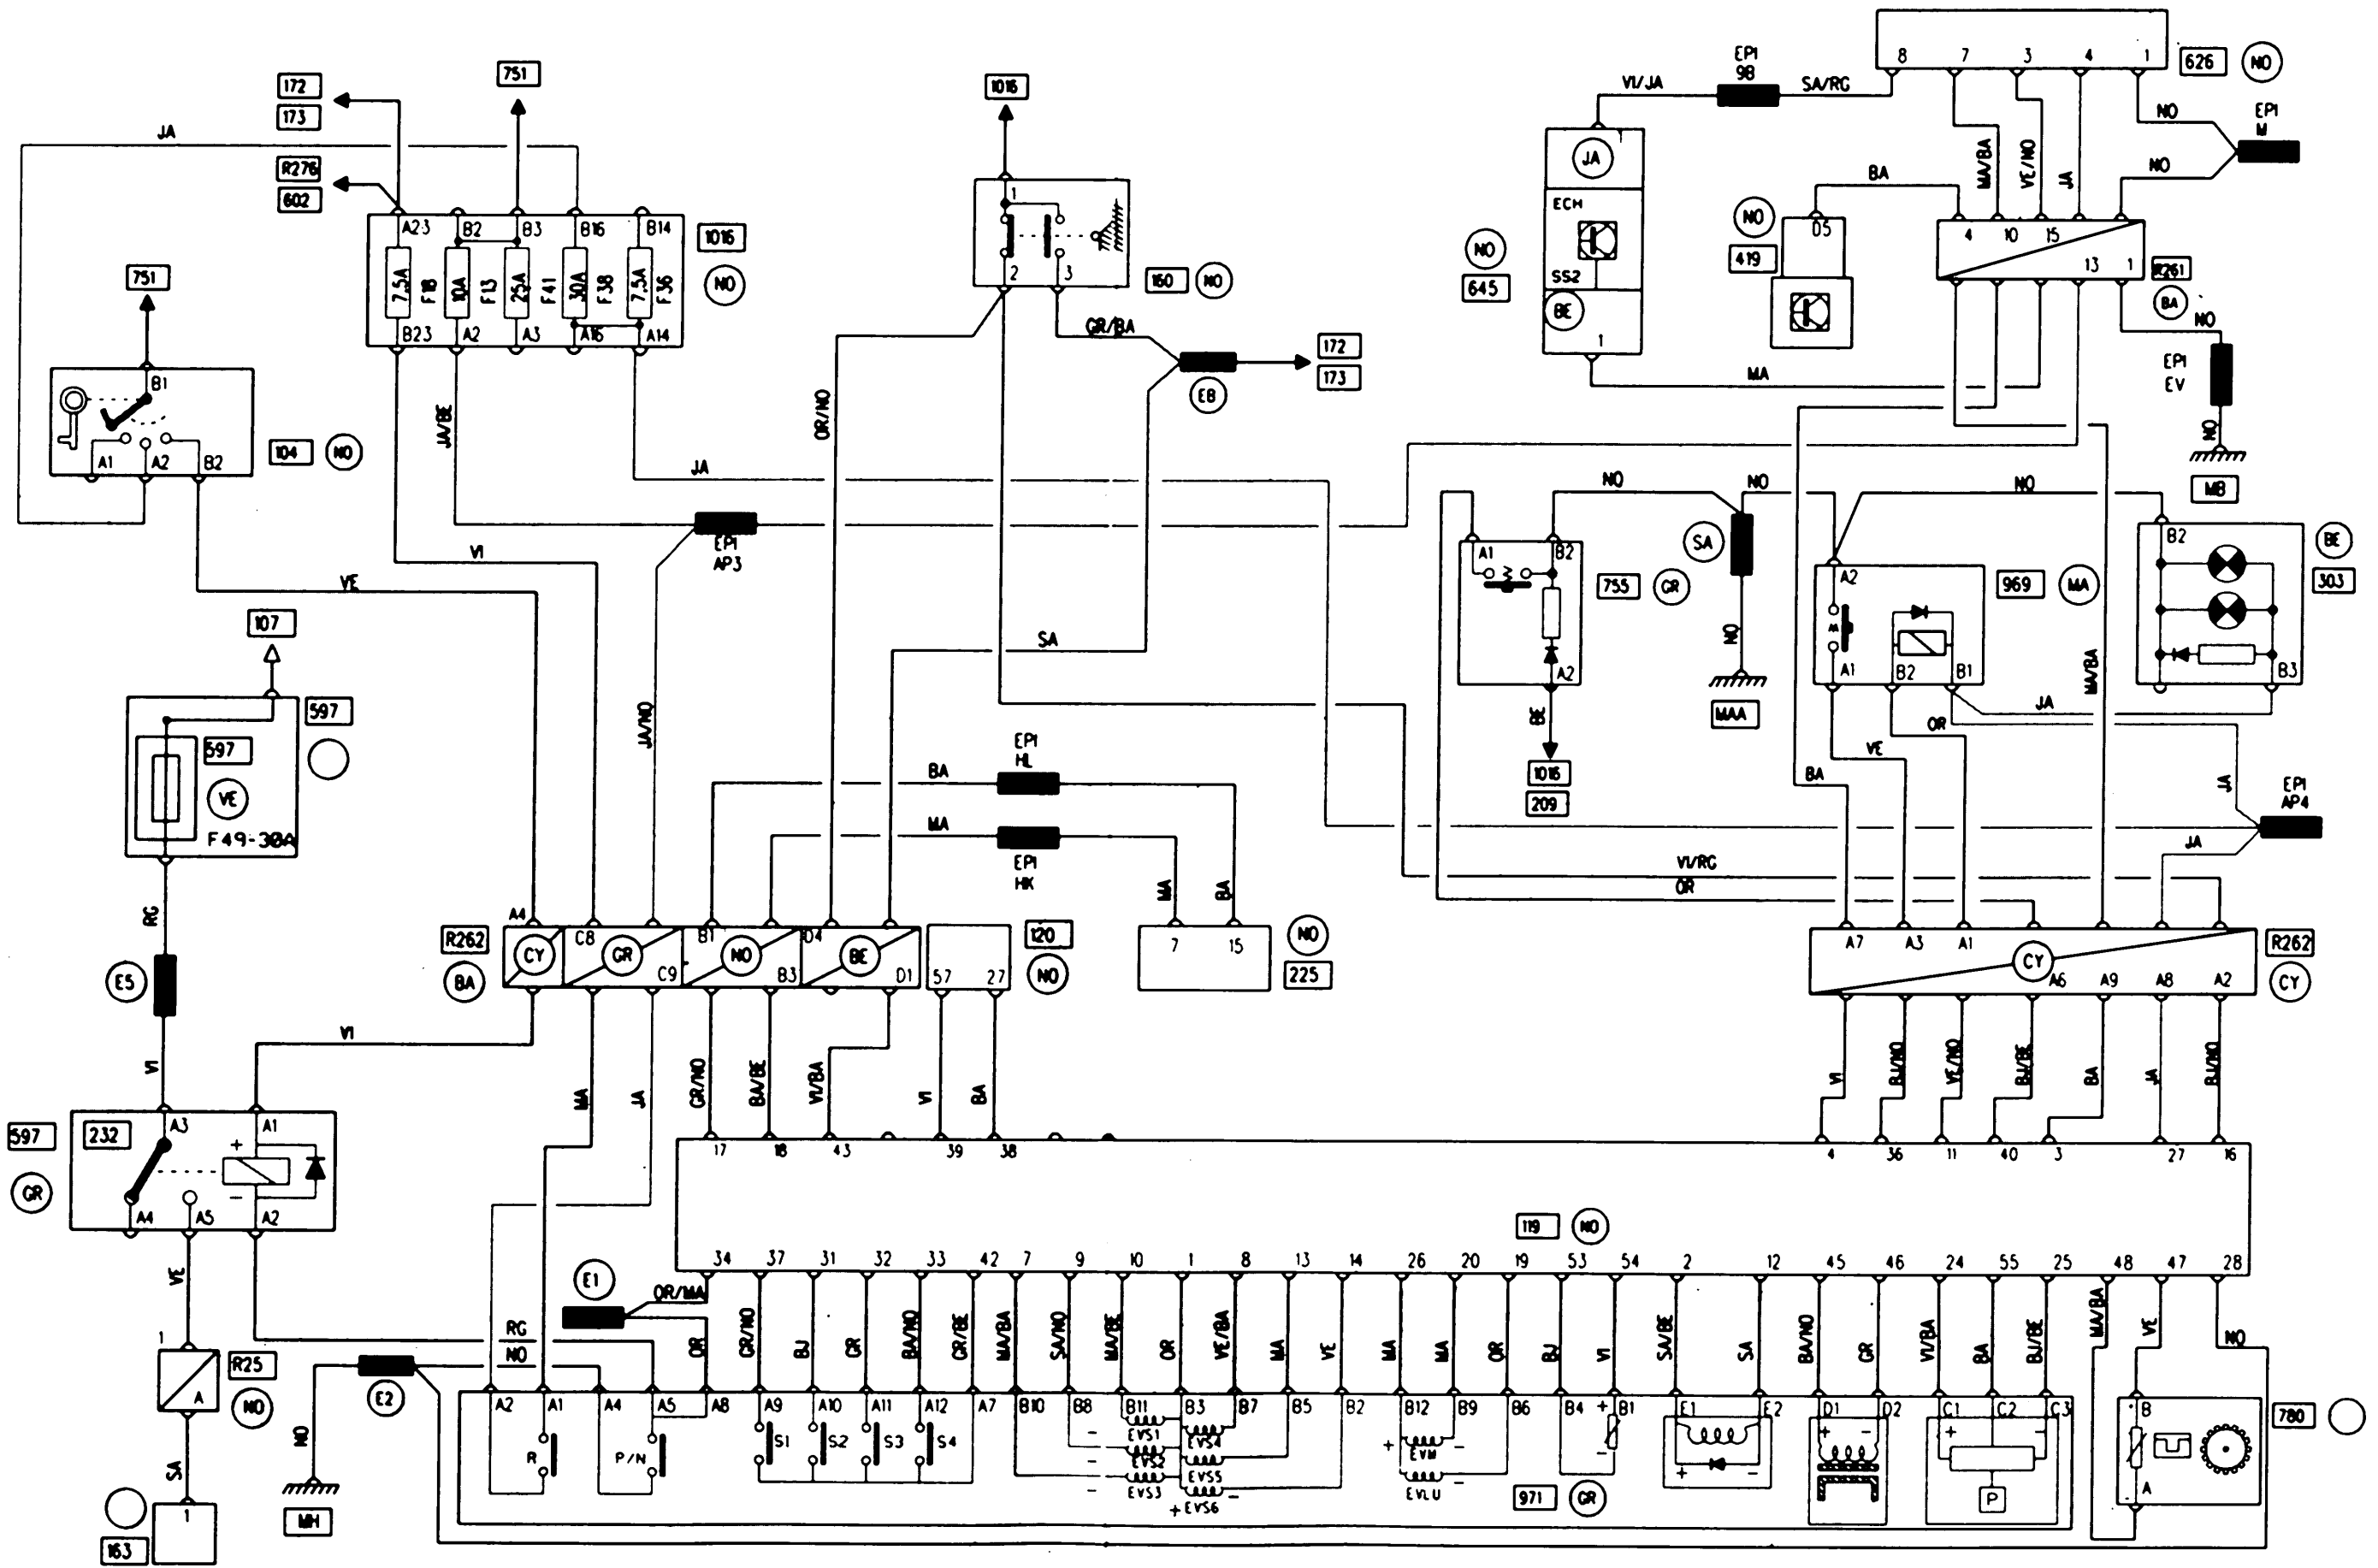 8 7 3 4 1
626 NO
EP1
98
VI/JA
SA/RG
172
173
751
1016
JA
R276
602
NO
EP1
M
NO
MA/BA
VE/NO
JA
BA
JA
ECH
SS2
BE
1
NO
645
NO
419
D5
4 10 15
13 1
R261
BA
NO
EP1
EV
NO
MB
A23 B2 B3 B16 B14
7.5A F18 10A F13 25A F41 30A F38 7.5A F36
B23 A2 A3 A16 A14
1016
NO
1
2 3
160 NO
GR/BA
172
173
EB
MA
751
B1
A1 A2 B2
104 NO
JA/BE
OR/NO
JA
EP1
AP3
VI
VE
SA
NO
NO
NO
SA
NO
MAA
A1 B2
A2
755 GR
BE
1016
209
A2
A1 B2 B1
969 MA
B2
B3
BE
303
MA/BA
JA
OR
VE
BA
JA
EP1
AP4
JA
VI/RG
OR
107
597
597
VE
F49-30A
RG
E5
VI
JA/NO
EP1
HL
BA
MA
EP1
HK
MA
BA
7 15
NO
225
R262
BA
A4 C8 B1 D4
CY GR NO BE
C9 B3 D1
57 27
120
NO
A7 A3 A1
CY
A6 A9 A8 A2
R262
CY
VI
MA
JA
GR/NO
BA/BE
VI/BA
VI
BA
VI
BJ/NO
VE/NO
BJ/BE
BA
JA
BJ/NO
597
GR
232
A3 A1
+
-
A4 A5 A2
17 18 43 39 38 4 36 11 40 3 27 16
119 NO
34 37 31 32 33 42 7 9 10 1 8 13 14 26 20 19 53 54 2 12 45 46 24 55 25 48 47 28
VE
E1
OR/MA
RG
NO
E2
NO
MH
OR
GR/NO
BJ
GR
BA/NO
GR/BE
MA/BA
SA/NO
MA/BE
OR
VE/BA
MA
VE
MA
MA
OR
BJ
VI
SA/BE
SA
BA/NO
GR
VI/BA
BA
BJ/BE
MA/BA
VE
NO
1
R25
A
NO
SA
1
163
A2 A1 A4 A5 A8 A9 A10 A11 A12 A7 B10 B8 B11 B3 B7 B5 B2 B12 B9 B6 B4 B1 E1 E2 D1 D2 C1 C2 C3
R P/N S1 S2 S3 S4
EVS1 EVS4
EVS2 EVS5
EVS3 + EVS6
EVM
EVLU
971 GR
P
B
A
780